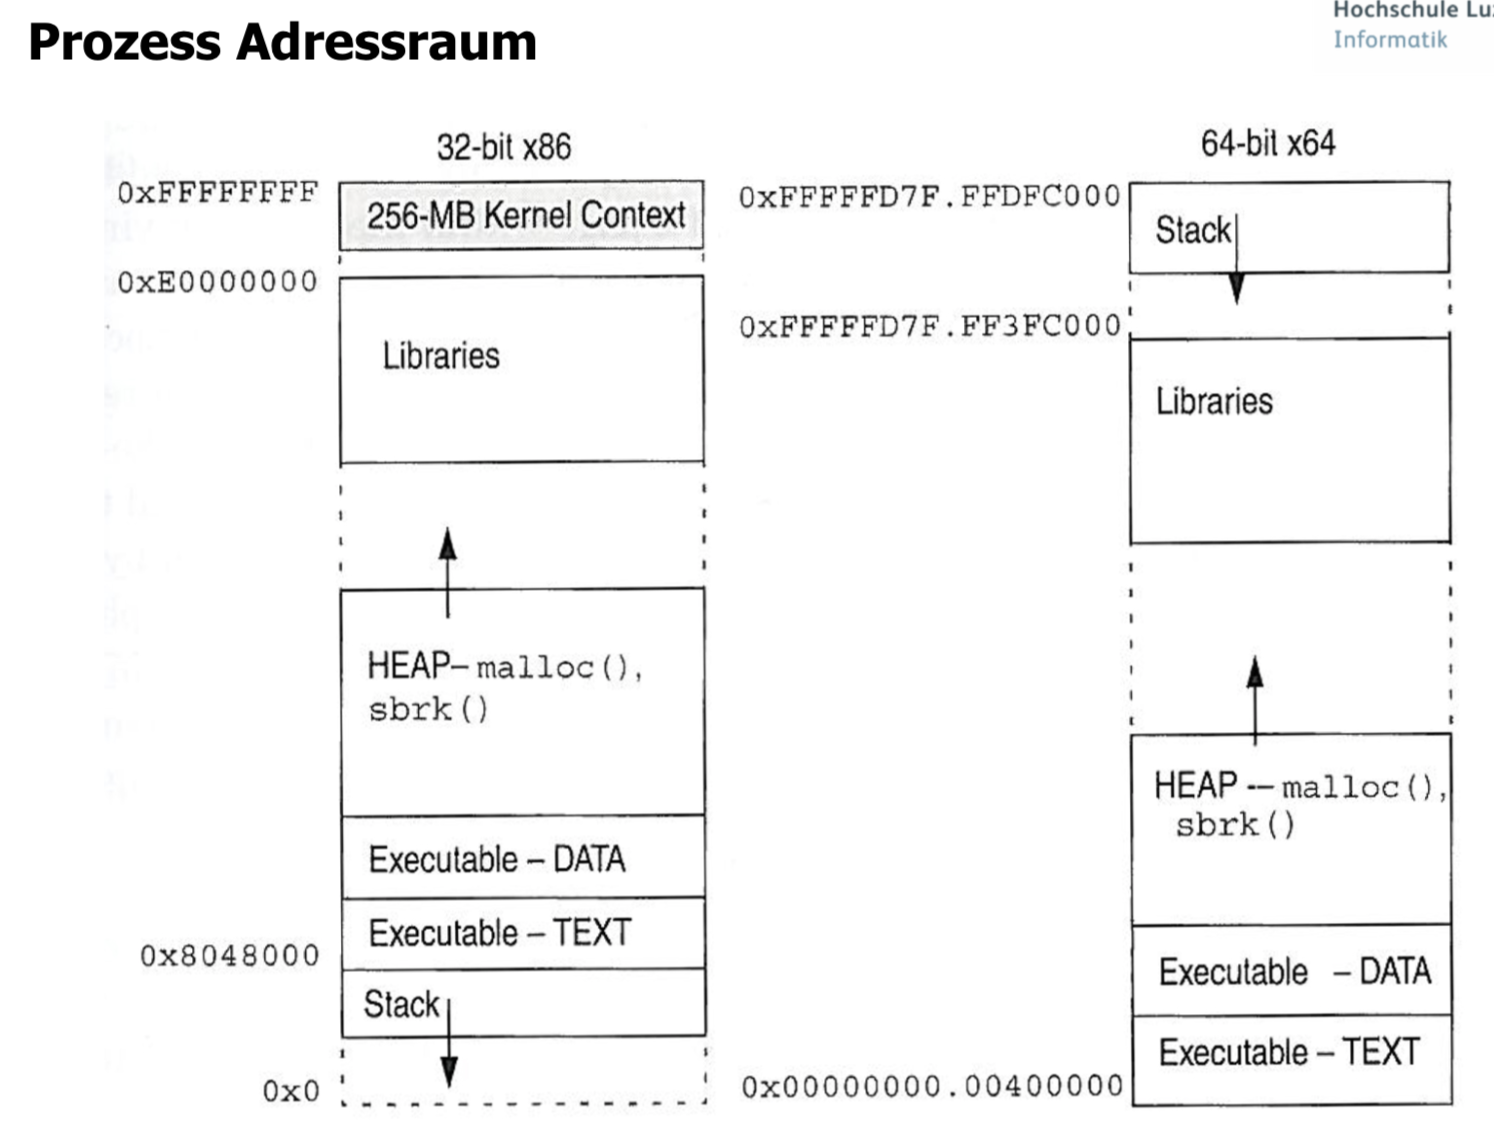 Prozess Adressraum
Hochschule
Informatik
32-bit x86
0xFFFFFFFF
256-MB Kernel Context
0xE0000000
Libraries
HEAP– malloc(),
sbrk()
Executable – DATA
Executable – TEXT
0x8048000
Stack
0x0
64-bit x64
0xFFFFFD7F.FFDFC000
Stack
0xFFFFFD7F.FF3FC000
Libraries
HEAP -– malloc(),
sbrk()
Executable – DATA
Executable – TEXT
0x00000000.00400000